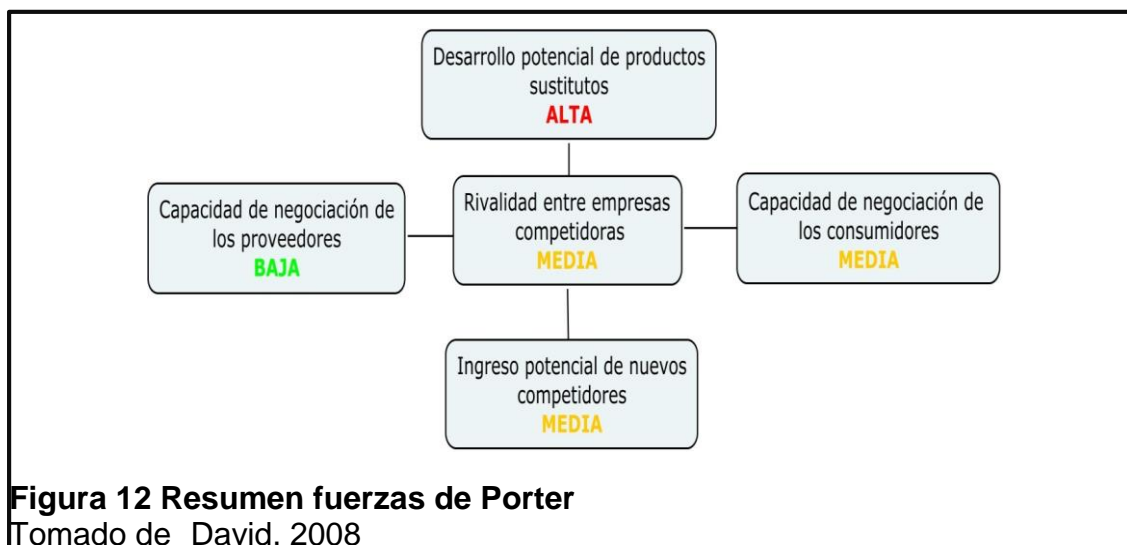 Desarrollo potencial de productos
sustitutos
ALTA
Capacidad de negociación de
los proveedores
BAJA
Rivalidad entre empresas
competidoras
MEDIA
Capacidad de negociación de
los consumidores
MEDIA
Ingreso potencial de nuevos
competidores
MEDIA
Figura 12 Resumen fuerzas de Porter
Tomado de  David, 2008